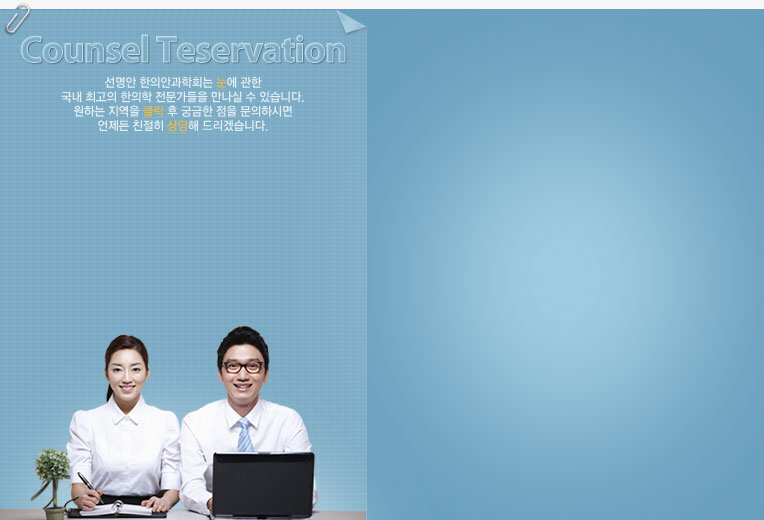 Counsel Teservation
선명안 한의안과학회는 눈에 관한
국내 최고의 한의학 전문가들을 만나실 수 있습니다.
원하는 지역을 클릭 후 궁금한 점을 문의하시면
언제든 친절히 상담해 드리겠습니다.